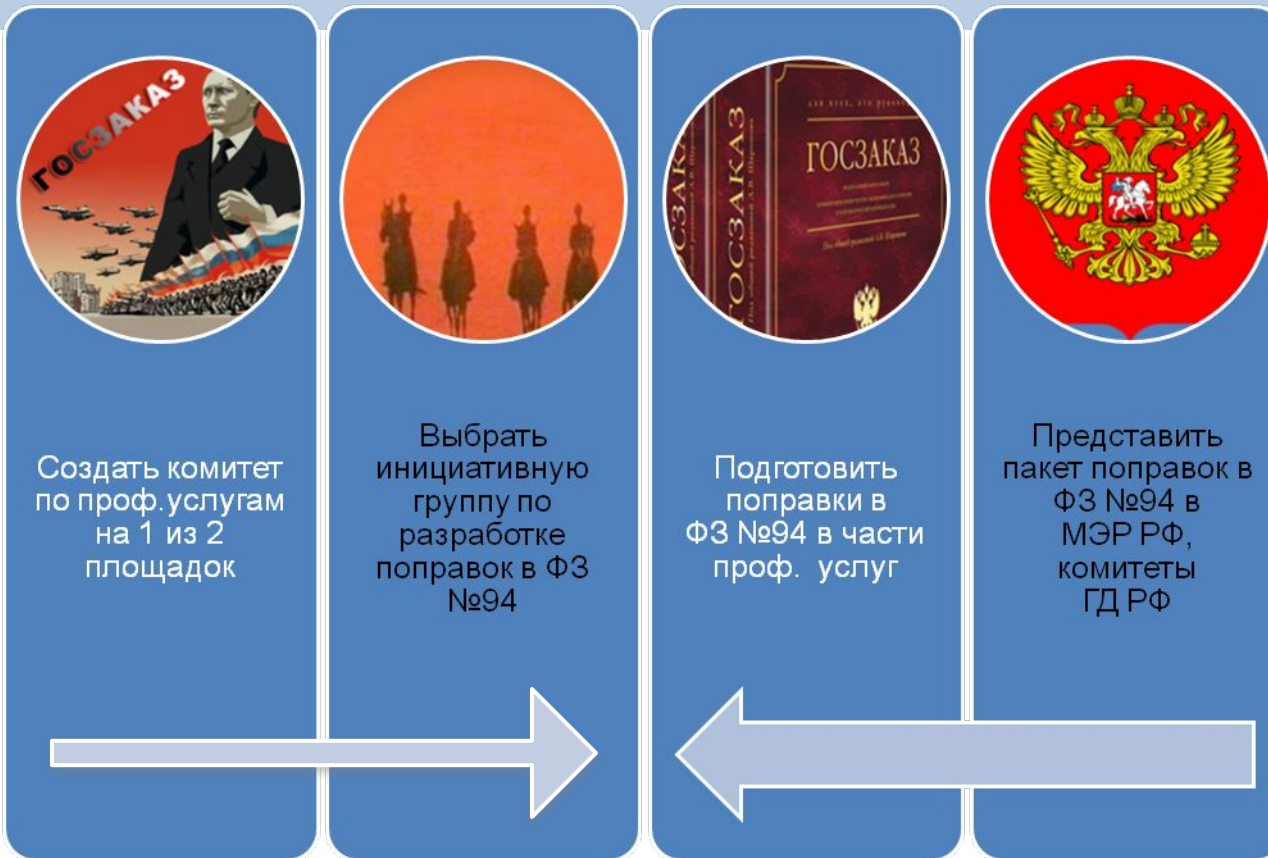 ГОСЗАКАЗ
Создать комитет
по проф.услугам
на 1 из 2
площадок
Выбрать
инициативную
группу по
разработке
поправок в ФЗ
№94
ГОСЗАКАЗ
ГОСЗАКАЗ
Подготовить
поправки в
ФЗ №94 в части
проф. услуг
Представить
пакет поправок в
ФЗ №94 в
МЭР РФ,
комитеты
ГД РФ